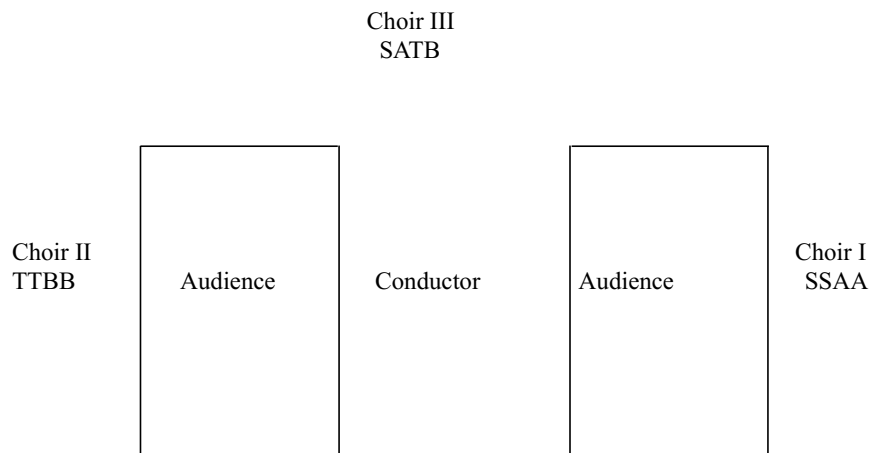 Choir III
SATB
Choir II
TTBB
Audience
Conductor
Audience
Choir I
SSAA